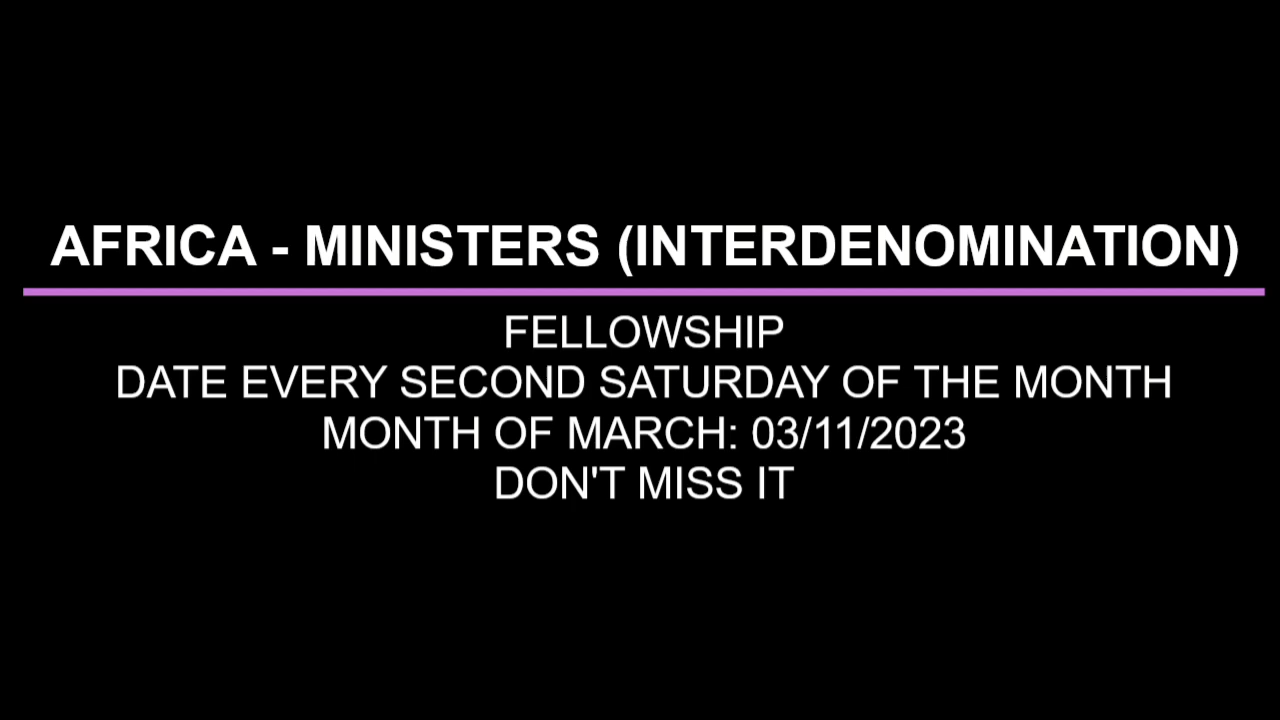 AFRICA - MINISTERS (INTERDENOMINATION)
FELLOWSHIP
DATE EVERY SECOND SATURDAY OF THE MONTH
MONTH OF MARCH: 03/11/2023
DON'T MISS IT